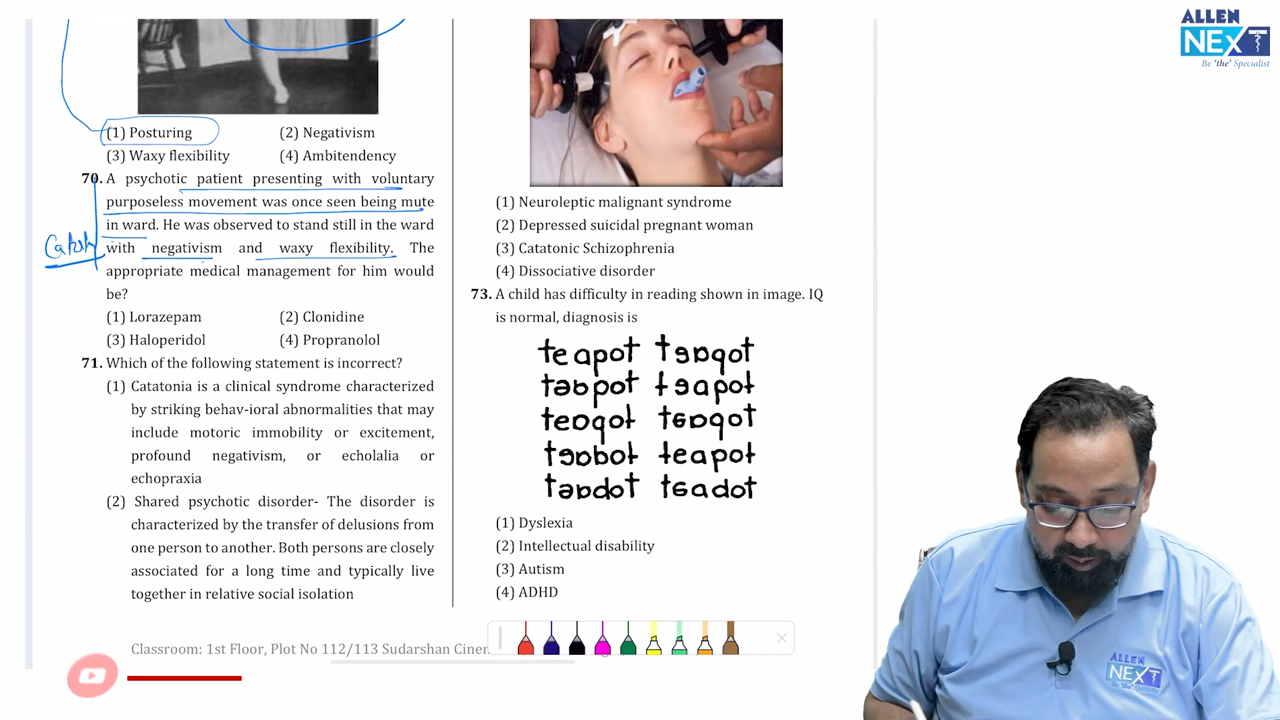 ALLEN
NEXT
Be 'the' Specialist
(1) Posturing
(2) Negativism
(3) Waxy flexibility
(4) Ambitendency
70. A psychotic patient presenting with voluntary
purposeless movement was once seen being mute
in ward. He was observed to stand still in the ward
with negativism and waxy flexibility. The
appropriate medical management for him would
be?
(1) Lorazepam
(2) Clonidine
(3) Haloperidol
(4) Propranolol
71. Which of the following statement is incorrect?
(1) Catatonia is a clinical syndrome characterized
by striking behav-ioral abnormalities that may
include motoric immobility or excitement,
profound negativism, or echolalia or
echopraxia
(2) Shared psychotic disorder- The disorder is
characterized by the transfer of delusions from
one person to another. Both persons are closely
associated for a long time and typically live
together in relative social isolation
Classroom: 1st Floor, Plot No 112/113 Sudarshan
(1) Neuroleptic malignant syndrome
(2) Depressed suicidal pregnant woman
(3) Catatonic Schizophrenia
(4) Dissociative disorder
73. A child has difficulty in reading shown in image. IQ
is normal, diagnosis is
teapot
teapot
(1) Dyslexia
(2) Intellectual disability
(3) Autism
(4) ADHD
ALLEN
NEXT